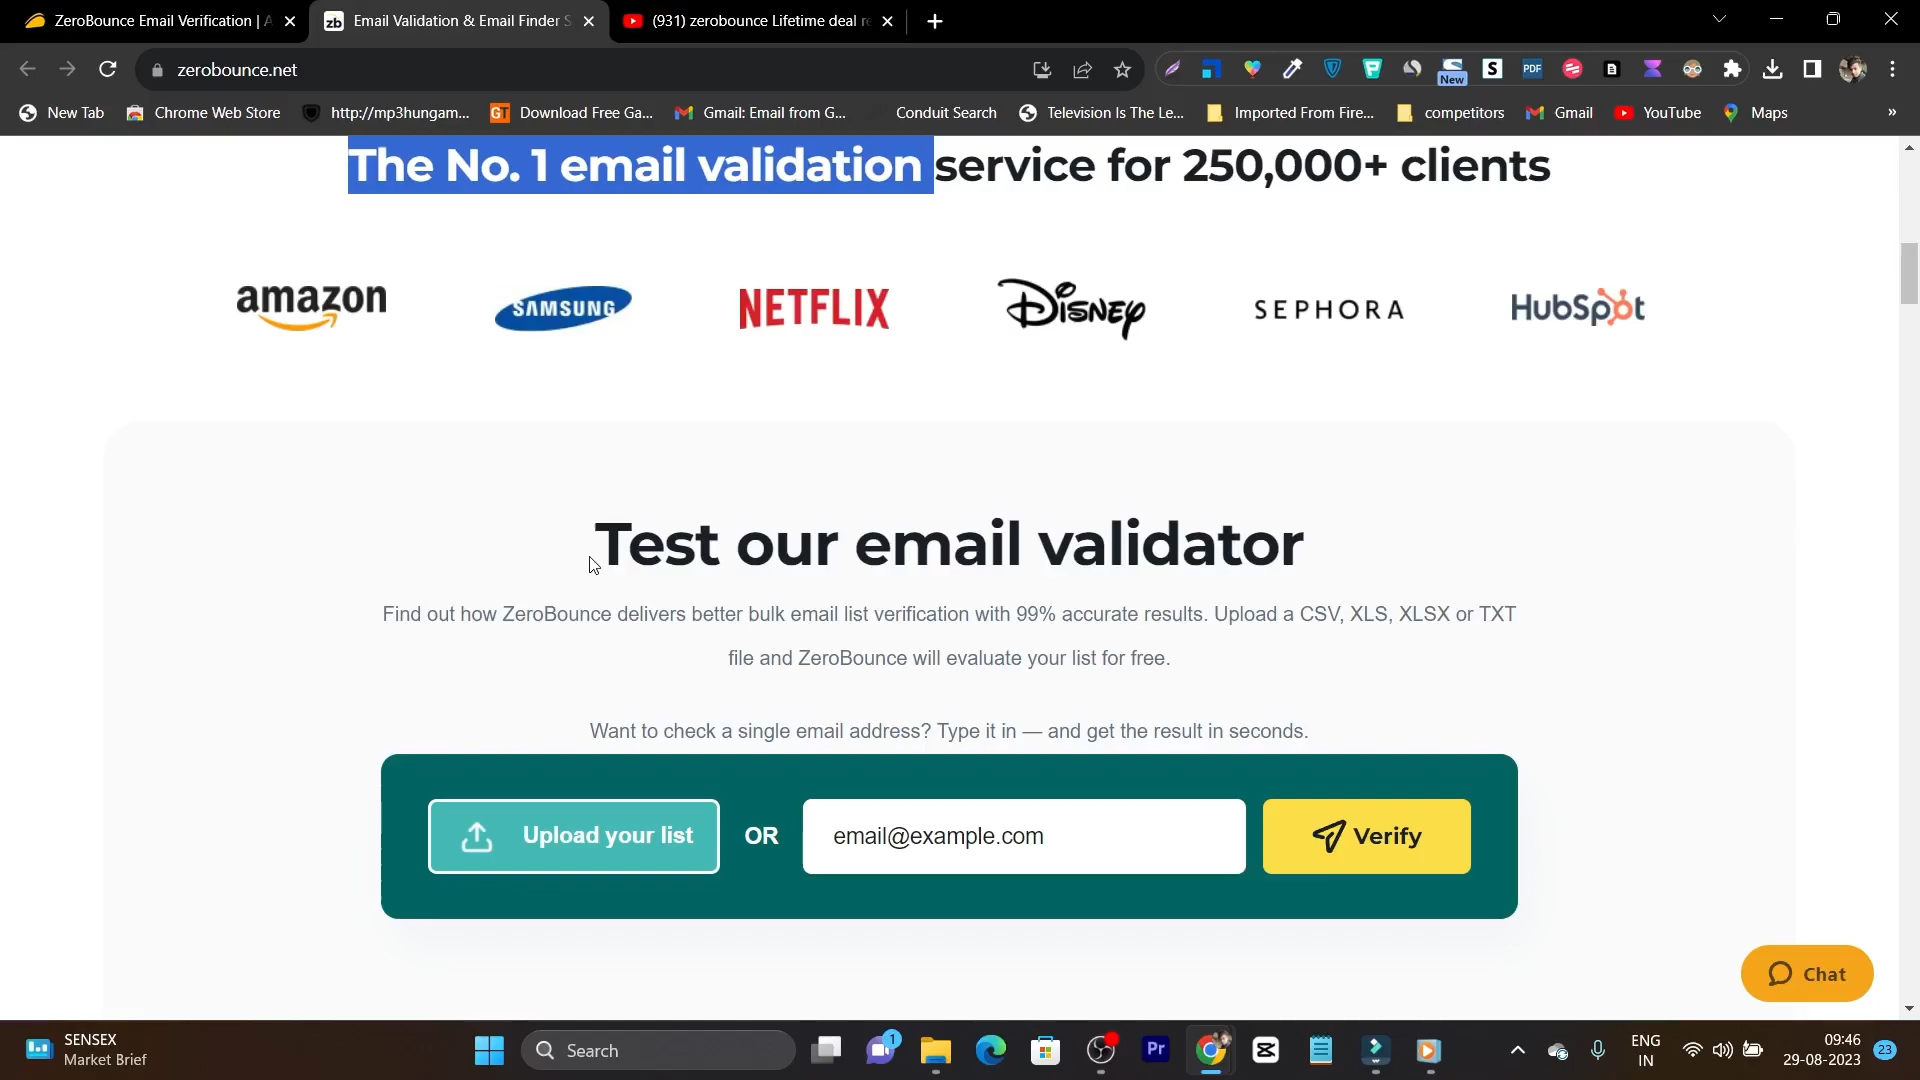 ZeroBounce Email Verification | A
zb
Email Validation & Email Finder S
(931) zerobounce Lifetime deal re
zerobounce.net
New
S
PDF
New Tab
Chrome Web Store
http://mp3hungam...
GT
Download Free Ga...
Gmail: Email from G...
Conduit Search
Television Is The Le...
Imported From Fire...
competitors
Gmail
YouTube
Maps
»
The No. 1 email validation service for 250,000+ clients
amazon
SAMSUNG
NETFLIX
Disney
SEPHORA
HubSpot
Test our email validator
Find out how ZeroBounce delivers better bulk email list verification with 99% accurate results. Upload a CSV, XLS, XLSX or TXT
file and ZeroBounce will evaluate your list for free.
Want to check a single email address? Type it in — and get the result in seconds.
Upload your list
OR
email@example.com
Verify
Chat
SENSEX
Market Brief
Search
1
Pr
ENG
IN
09:46
29-08-2023
23